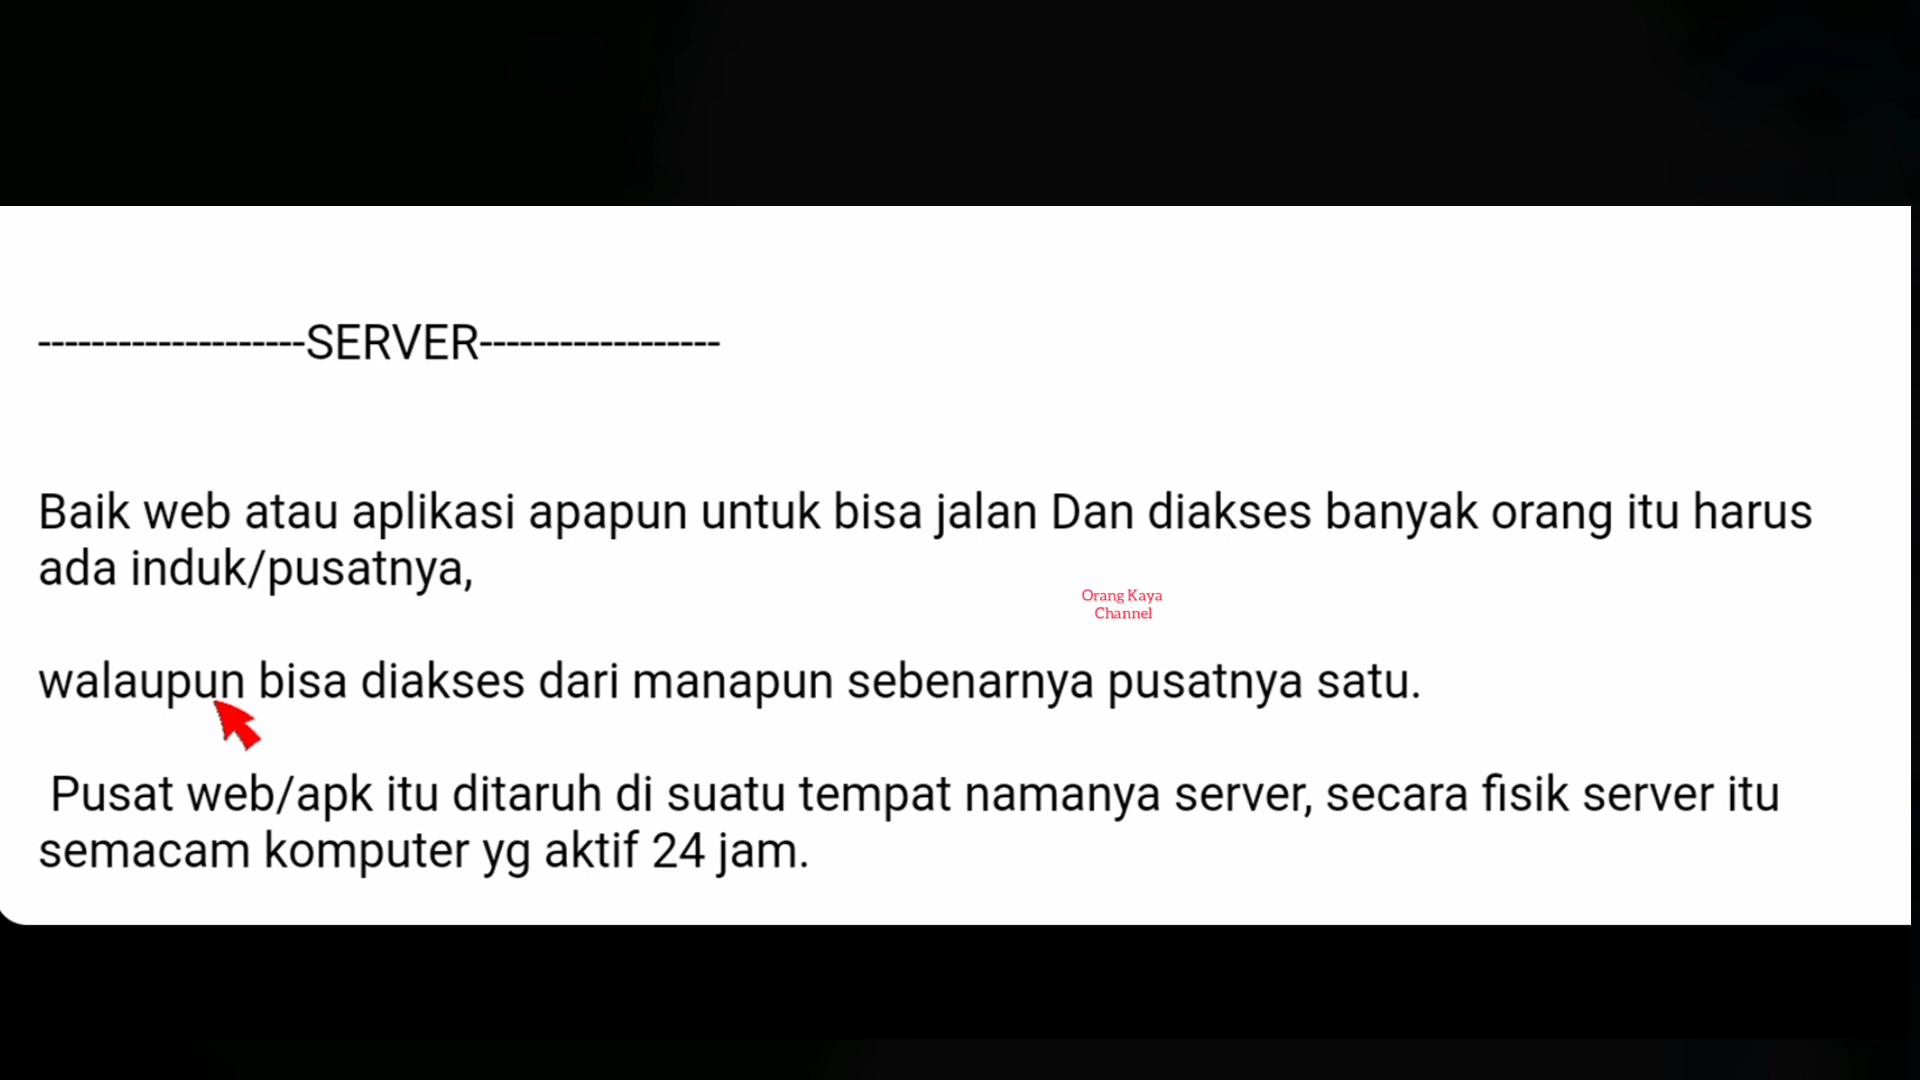 --------------------SERVER------------------
Baik web atau aplikasi apapun untuk bisa jalan Dan diakses banyak orang itu harus
ada induk/pusatnya,
Orang Kaya
Channel
walaupun bisa diakses dari manapun sebenarnya pusatnya satu.
Pusat web/apk itu ditaruh di suatu tempat namanya server, secara fisik server itu
semacam komputer yg aktif 24 jam.